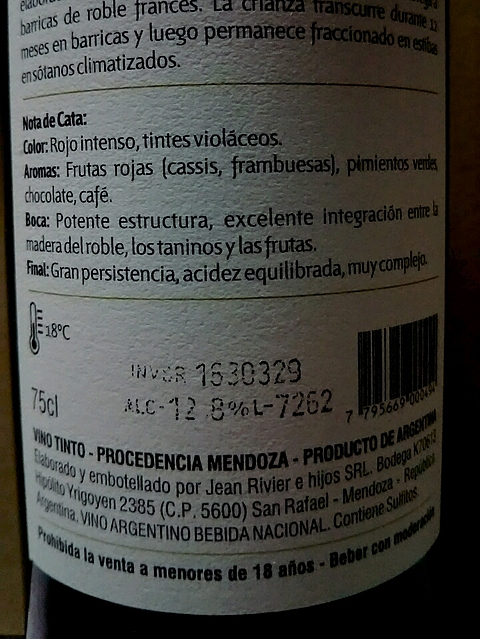 barricas de roble francés. La crianza transcurre durante 12
meses en barricas y luego permanece fraccionado en estibas
en sótanos climatizados.
Nota de Cata:
Color: Rojo intenso, tintes violáceos.
Aromas: Frutas rojas (cassis, frambuesas), pimientos verdes,
chocolate, café.
Boca: Potente estructura, excelente integración entre la
madera del roble, los taninos y las frutas.
Final: Gran persistencia, acidez equilibrada, muy complejo.
18°C
INVSR 1630329
75cl
ALC-12 8% L-7262
7 795669 000494
VINO TINTO - PROCEDENCIA MENDOZA - PRODUCTO DE ARGENTINA
Elaborado y embotellado por Jean Rivier e hijos SRL. Bodega K70613
Hipólito Yrigoyen 2385 (C.P. 5600) San Rafael - Mendoza - República
Argentina. VINO ARGENTINO BEBIDA NACIONAL. Contiene Sulfitos.
Prohibida la venta a menores de 18 años - Beber con moderación